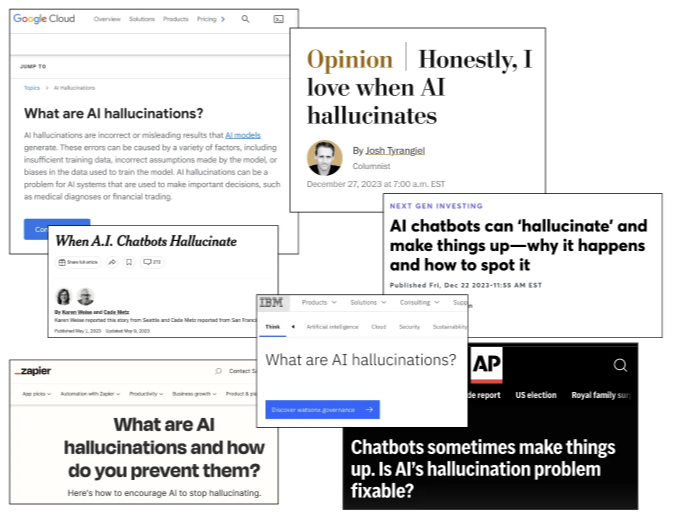 Google Cloud Overview Solutions Products Pricing
JUMP TO
Topics > AI Hallucinations
What are AI hallucinations?
AI hallucinations are incorrect or misleading results that AI models
generate. These errors can be caused by a variety of factors, including
insufficient training data, incorrect assumptions made by the model, or
biases in the data used to train the model. AI hallucinations can be a
problem for AI systems that are used to make important decisions, such
as medical diagnoses or financial trading.
Opinion | Honestly, I
love when AI
hallucinates
By Josh Tyrangiel
Columnist
December 27, 2023 at 7:00 a.m. EST
NEXT GEN INVESTING
AI chatbots can ‘hallucinate’ and
make things up—why it happens
and how to spot it
Published Fri, Dec 22 2023·11:55 AM EST
When A.I. Chatbots Hallucinate
Share full article 272
By Karen Weise and Cade Metz
Karen Weise reported this story from Seattle and Cade Metz reported from San
Published May 1, 2023 Updated May 9, 2023
IBM Products Solutions Consulting
Think Artificial intelligence Cloud Security Sustainability
What are AI hallucinations?
Discover watsonx.governance →
zapier Contact
App picks Automation with Zapier Productivity Business growth Product &
What are AI
hallucinations and how
do you prevent them?
Here's how to encourage AI to stop hallucinating.
AP
report US election Royal family
Chatbots sometimes make things
up. Is AI’s hallucination problem
fixable?